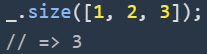 _.size([1, 2, 3]);
// => 3